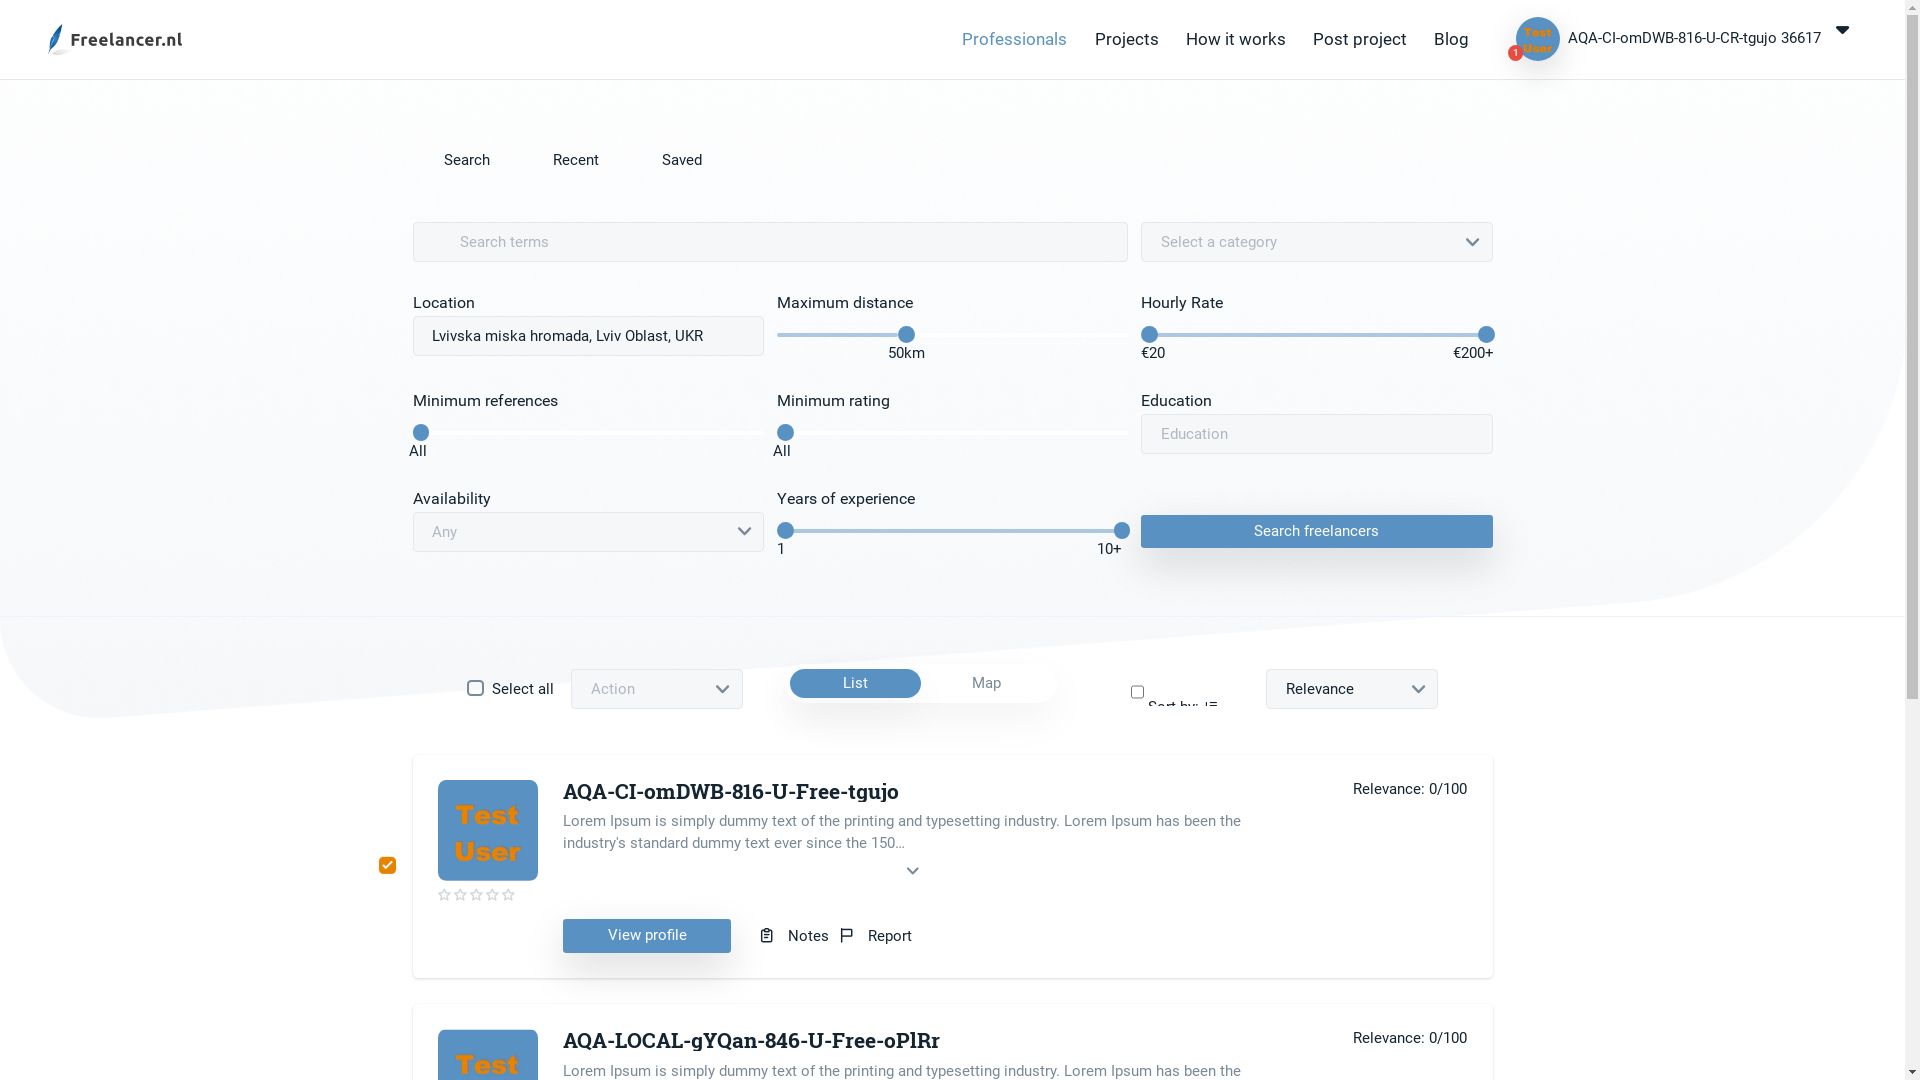 Freelancer.nl
Professionals
Projects
How it works
Post project
Blog
Test
User
1
AQA-CI-omDWB-816-U-CR-tgujo 36617
Search
Recent
Saved
Search terms
Select a category
Location
Maximum distance
Hourly Rate
Lvivska miska hromada, Lviv Oblast, UKR
50km
€20
€200+
Minimum references
Minimum rating
Education
All
All
Education
Availability
Years of experience
Any
1
10+
Search freelancers
Select all
Action
List
Map
Sort by:
Relevance
Test
User
AQA-CI-omDWB-816-U-Free-tgujo
Relevance: 0/100
Lorem Ipsum is simply dummy text of the printing and typesetting industry. Lorem Ipsum has been the
industry's standard dummy text ever since the 150...
View profile
Notes
Report
Test
AQA-LOCAL-gYQan-846-U-Free-oPlRr
Relevance: 0/100
Lorem Ipsum is simply dummy text of the printing and typesetting industry. Lorem Ipsum has been the